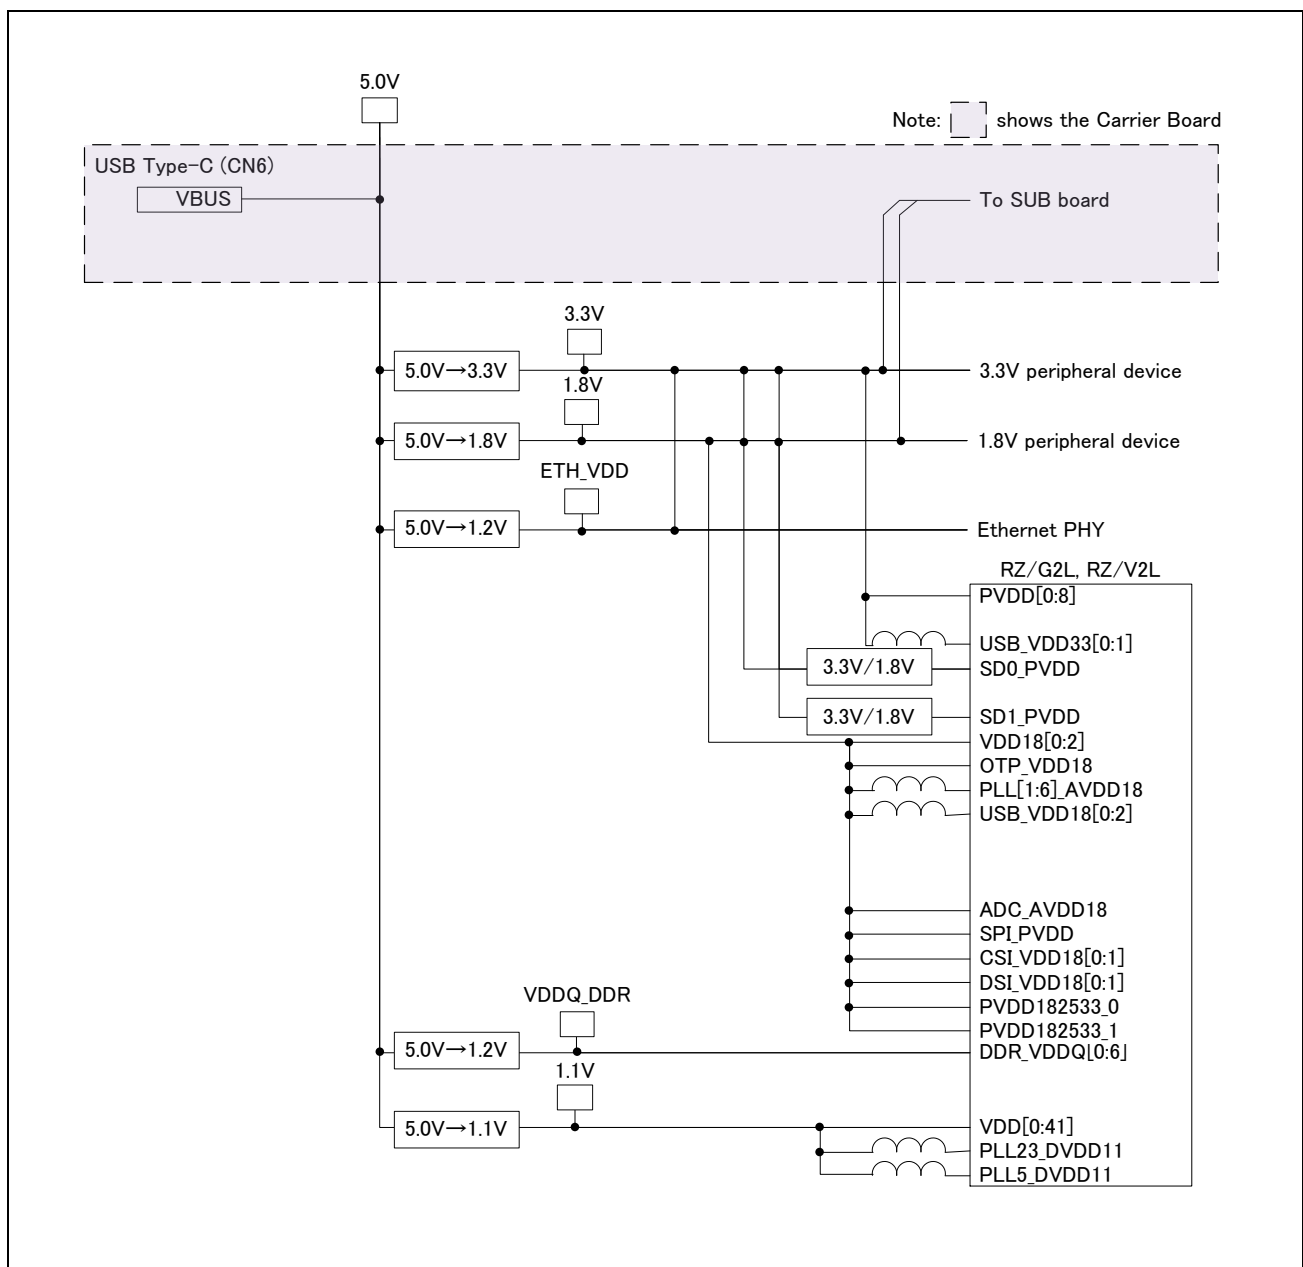 5.0V
Note: shows the Carrier Board
USB Type-C (CN6)
VBUS
To SUB board
3.3V
5.0V→3.3V
3.3V peripheral device
1.8V
5.0V→1.8V
1.8V peripheral device
ETH_VDD
5.0V→1.2V
Ethernet PHY
RZ/G2L, RZ/V2L
PVDD[0:8]
USB_VDD33[0:1]
3.3V/1.8V
SD0_PVDD
3.3V/1.8V
SD1_PVDD
VDD18[0:2]
OTP_VDD18
PLL[1:6]_AVDD18
USB_VDD18[0:2]
ADC_AVDD18
SPI_PVDD
CSI_VDD18[0:1]
DSI_VDD18[0:1]
VDDQ_DDR
PVDD182533_0
PVDD182533_1
5.0V→1.2V
DDR_VDDQ[0:6]
1.1V
5.0V→1.1V
VDD[0:41]
PLL23_DVDD11
PLL5_DVDD11